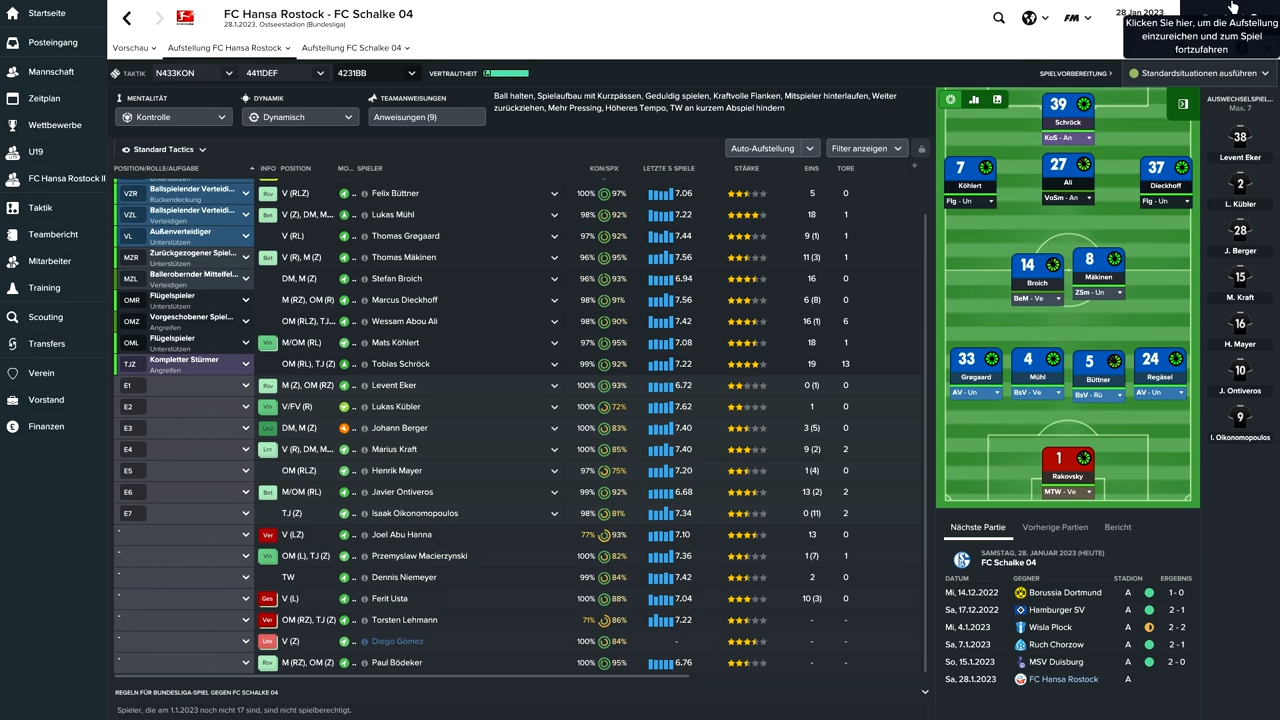 Startseite
Posteingang
Mannschaft
Zeitplan
Wettbewerbe
U19
FC Hansa Rostock II
Taktik
Teambericht
Mitarbeiter
Training
Scouting
Transfers
Verein
Vorstand
Finanzen
FC Hansa Rostock - FC Schalke 04
28.1.2023, Ostseestadion (Bundesliga)
FM
28 Jan 2023
Klicken Sie hier, um die Aufstellung
einzureichen und zum Spiel
fortzufahren
Vorschau
Aufstellung FC Hansa Rostock
Aufstellung FC Schalke 04
TAKTIK
N433KON
4411DEF
4231BB
VERTRAUTHEIT
SPIELVORBEREITUNG >
Standardsituationen ausführen
MENTALITÄT
DYNAMIK
TEAMANWEISUNGEN
Kontrolle
Dynamisch
Anweisungen (9)
Ball halten, Spielaufbau mit Kurzpässen, Geduldig spielen, Kraftvolle Flanken, Mitspieler hinterlaufen, Weiter
zurückziehen, Mehr Pressing, Höheres Tempo, TW an kurzem Abspiel hindern
Standard Tactics
Auto-Aufstellung
Filter anzeigen
POSITION/ROLLE/AUFGABE INFO POSITION MO... SPIELER KON/SPX LETZTE 5 SPIELE STÄRKE EINS TORE
VZR Ballspielender Verteidi... Rückendeckung Rsv V (RLZ) Felix Büttner 100% 97% 7.06 5 0
VZL Ballspielender Verteidi... Verteidigen Bet V (Z), DM, M... Lukas Mühl 98% 92% 7.22 18 1
VL Außenverteidiger Unterstützen V (RL) Thomas Grøgaard 97% 92% 7.44 9 (1) 1
MZR Zurückgezogener Spiel... Unterstützen Bet V (R), M (Z) Thomas Mäkinen 96% 95% 7.56 11 (3) 1
MZL Ballerobernder Mittelfel... Verteidigen DM, M (Z) Stefan Broich 96% 93% 6.94 16 0
OMR Flügelspieler Unterstützen M (RZ), OM (R) Marcus Dieckhoff 98% 91% 7.56 6 (8) 0
OMZ Vorgeschobener Spiel... Angreifen OM (RLZ), TJ... Wessam Abou Ali 98% 90% 7.42 16 (1) 6
OML Flügelspieler Unterstützen Vin M/OM (RL) Mats Köhlert 97% 95% 7.08 18 1
TJZ Kompletter Stürmer Angreifen OM (RL), TJ (Z) Tobias Schröck 99% 92% 7.22 19 13
E1 Rsv M (Z), OM (RZ) Levent Eker 100% 93% 6.72 0 (1) 0
E2 Vin V/FV (R) Lukas Kübler 100% 72% 7.62 1 0
E3 Unz DM, M (Z) Johann Berger 100% 83% 7.40 3 (5) 0
E4 Lrn V (R), DM, M... Marius Kraft 100% 85% 7.40 9 (2) 2
E5 OM (RLZ) Henrik Mayer 97% 75% 7.20 1 (4) 0
E6 Bet M/OM (RL) Javier Ontiveros 99% 92% 6.68 13 (2) 2
E7 TJ (Z) Isaak Oikonomopoulos 98% 81% 7.34 0 (11) 2
- Ver V (LZ) Joel Abu Hanna 77% 93% 7.10 13 0
- Vin OM (L), TJ (Z) Przemyslaw Macierzynski 100% 82% 7.36 1 (7) 1
- TW Dennis Niemeyer 99% 84% 7.42 2 0
- Ges V (L) Ferit Usta 100% 88% 7.04 10 (3) 0
- Ver OM (RZ), TJ (Z) Torsten Lehmann 71% 86% 7.22 - -
- Unr V (Z) Diego Gómez 100% 84% - - -
- Rsv M (RZ), OM (Z) Paul Bödeker 100% 95% 6.76 - -
REGELN FÜR BUNDESLIGA-SPIEL GEGEN FC SCHALKE 04
Spieler, die am 1.1.2023 noch nicht 17 sind, sind nicht spielberechtigt.
39
Schröck
KoS - An
7
Köhlert
Flg - Un
27
Ali
VoSm - An
37
Dieckhoff
Flg - Un
14
Broich
BeM - Ve
8
Mäkinen
ZSm - Un
33
Grøgaard
AV - Un
4
Mühl
BsV - Ve
5
Büttner
BsV - Rü
24
Regäsel
AV - Un
1
Rakovsky
MTW - Ve
AUSWECHSELSPIEL...
Max. 7
38
Levent Eker
2
L. Kübler
28
J. Berger
15
M. Kraft
16
H. Mayer
10
J. Ontiveros
9
I. Oikonomopoulos
Nächste Partie
Vorherige Partien
Bericht
SAMSTAG, 28. JANUAR 2023 (HEUTE)
FC Schalke 04
DATUM GEGNER STADION ERGEBNIS
Mi, 14.12.2022 Borussia Dortmund A 1 - 0
Sa, 17.12.2022 Hamburger SV A 2 - 1
Mi, 4.1.2023 Wisla Plock A 2 - 2
Sa, 7.1.2023 Ruch Chorzow A 2 - 1
So, 15.1.2023 MSV Duisburg A 2 - 0
Sa, 28.1.2023 FC Hansa Rostock A